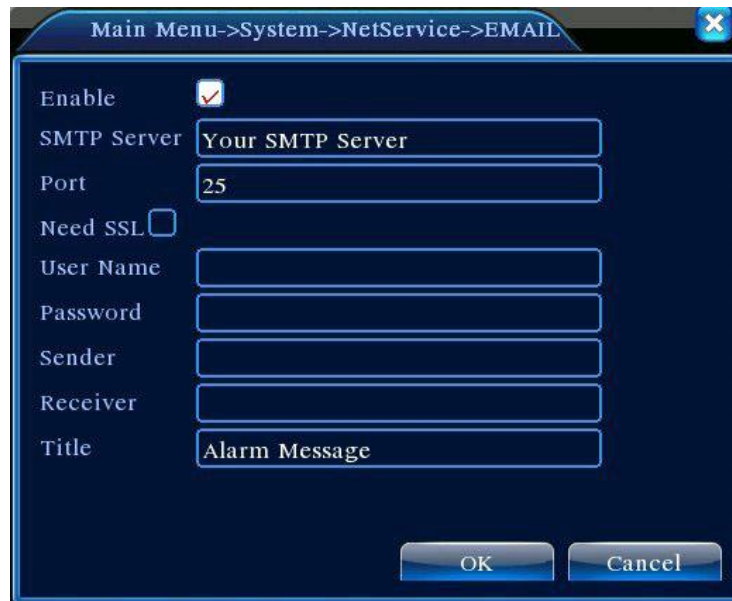 Main Menu->System->NetService->EMAIL
Enable
SMTP Server Your SMTP Server
Port 25
Need SSL
User Name
Password
Sender
Receiver
Title Alarm Message
OK Cancel